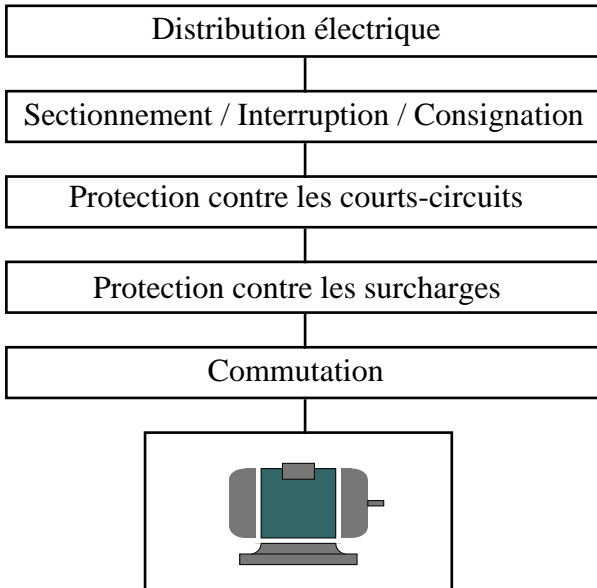 Distribution électrique
Sectionnement / Interruption / Consignation
Protection contre les courts-circuits
Protection contre les surcharges
Commutation